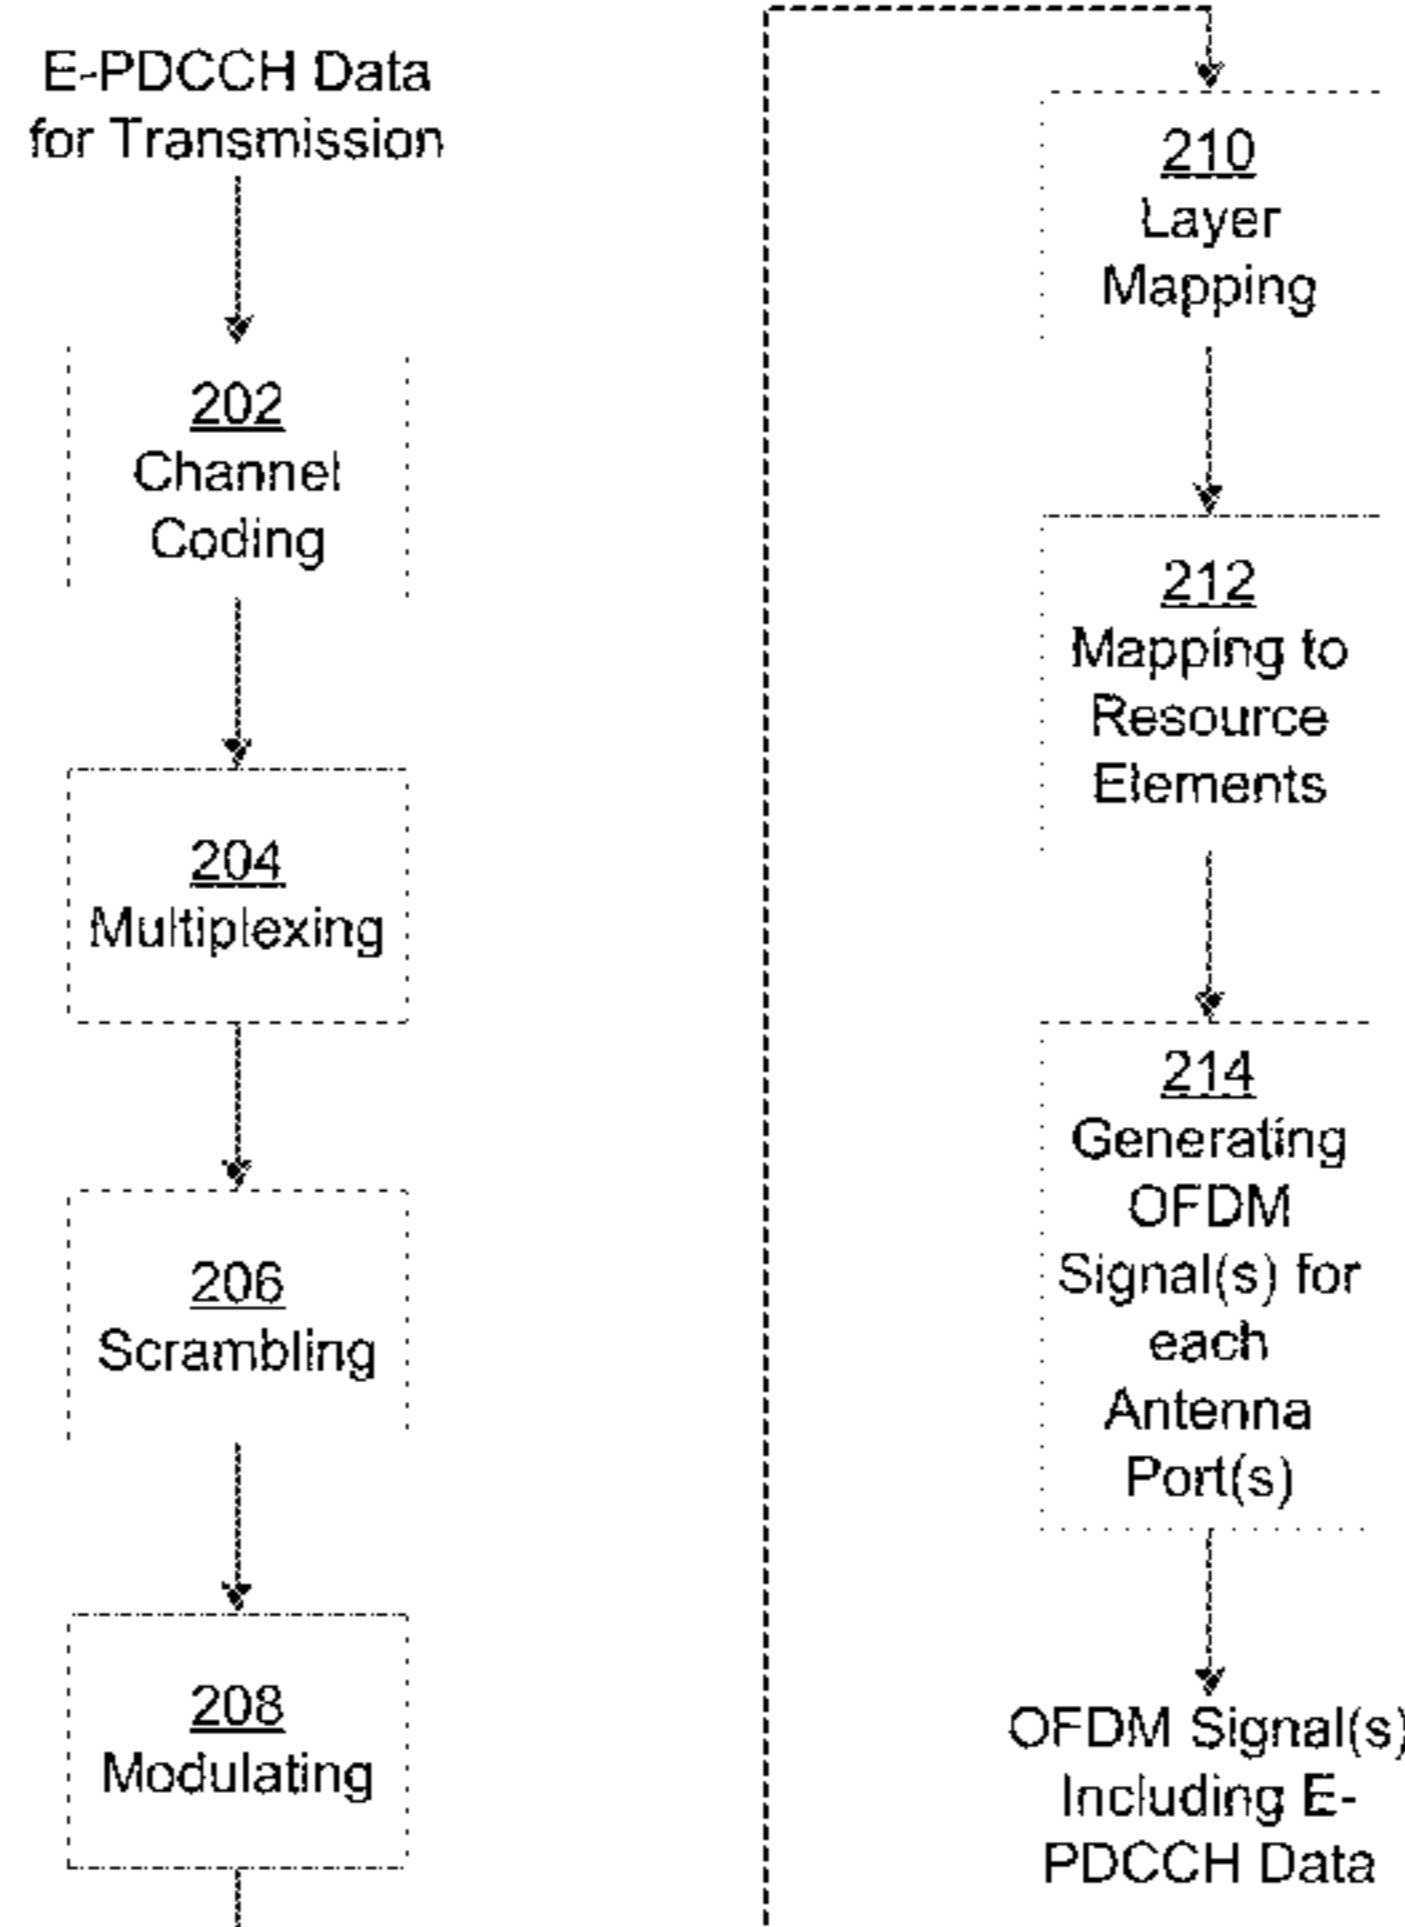 E-PDCCH Data
for Transmission
202
Channel
Coding
204
Multiplexing
206
Scrambling
208
Modulating
210
Layer
Mapping
212
Mapping to
Resource
Elements
214
Generating
OFDM
Signal(s) for
each
Antenna
Port(s)
OFDM Signal(s)
Including E-
PDCCH Data